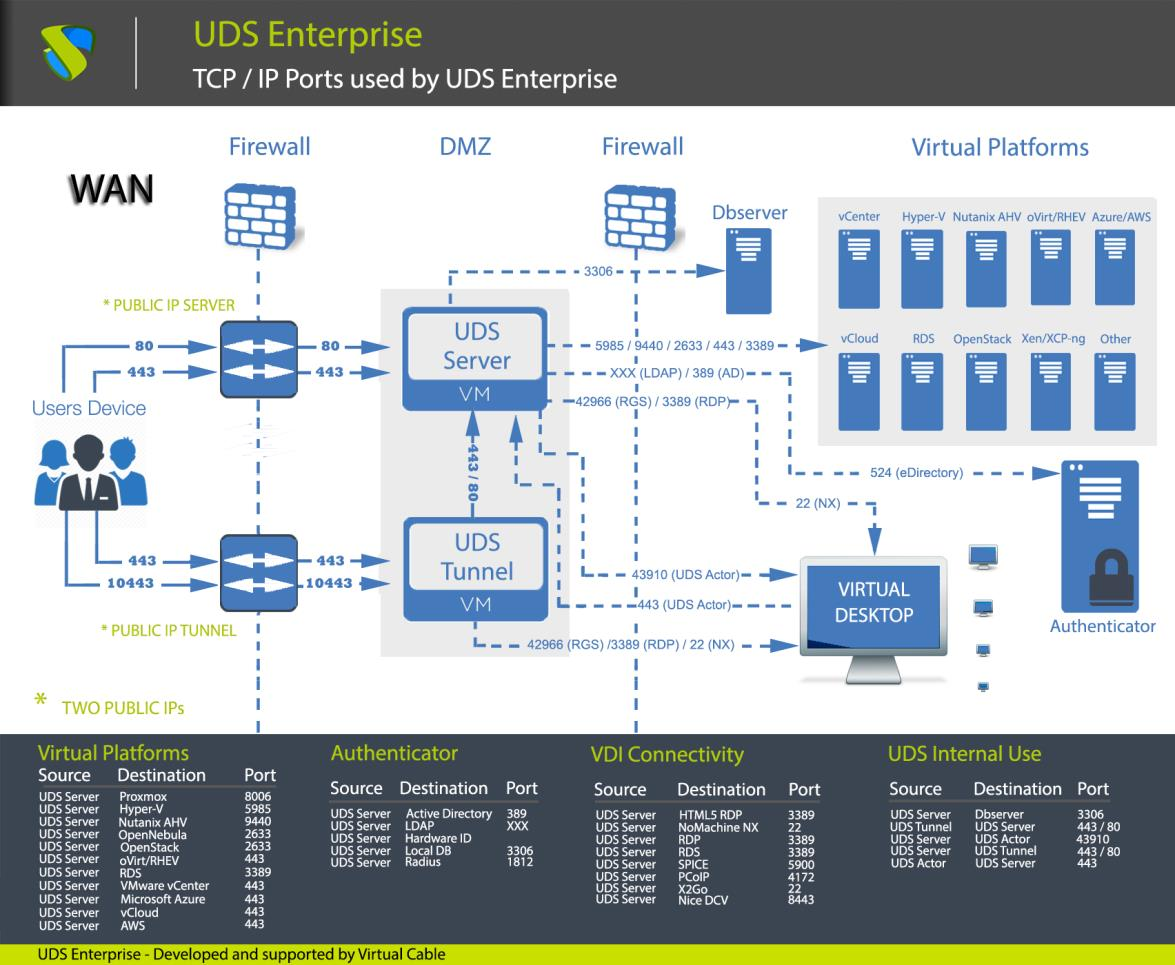 UDS Enterprise
TCP / IP Ports used by UDS Enterprise
Firewall
DMZ
Firewall
Virtual Platforms
WAN
Dbserver
vCenter
Hyper-V
Nutanix AHV
oVirt/RHEV
Azure/AWS
3306
* PUBLIC IP SERVER
UDS
Server
VM
80
80
443
443
5985 / 9440 / 2633 / 443 / 3389
XXX (LDAP) / 389 (AD)
42966 (RGS) / 3389 (RDP)
vCloud
RDS
OpenStack
Xen/XCP-ng
Other
Users Device
443 / 80
524 (eDirectory)
22 (NX)
UDS
Tunnel
VM
443
443
10443
10443
43910 (UDS Actor)
443 (UDS Actor)
VIRTUAL
DESKTOP
Authenticator
* PUBLIC IP TUNNEL
42966 (RGS) /3389 (RDP) / 22 (NX)
* TWO PUBLIC IPs
Virtual Platforms
Source Destination Port
UDS Server Proxmox 8006
UDS Server Hyper-V 5985
UDS Server Nutanix AHV 9440
UDS Server OpenNebula 2633
UDS Server OpenStack 2633
UDS Server oVirt/RHEV 443
UDS Server RDS 3389
UDS Server VMware vCenter 443
UDS Server Microsoft Azure 443
UDS Server vCloud 443
UDS Server AWS 443
Authenticator
Source Destination Port
UDS Server Active Directory 389
UDS Server LDAP XXX
UDS Server Hardware ID
UDS Server Local DB 3306
UDS Server Radius 1812
VDI Connectivity
Source Destination Port
UDS Server HTML5 RDP 3389
UDS Server NoMachine NX 22
UDS Server RDP 3389
UDS Server RDS 3389
UDS Server SPICE 5900
UDS Server PCoIP 4172
UDS Server X2Go 22
UDS Server Nice DCV 8443
UDS Internal Use
Source Destination Port
UDS Server Dbserver 3306
UDS Tunnel UDS Server 443 / 80
UDS Server UDS Actor 43910
UDS Server UDS Tunnel 443 / 80
UDS Actor UDS Server 443
UDS Enterprise - Developed and supported by Virtual Cable